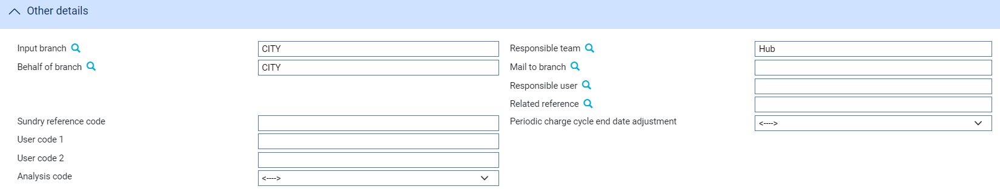 Other details
Input branch CITY Responsible team Hub
Behalf of branch CITY Mail to branch
Responsible user
Related reference
Sundry reference code Periodic charge cycle end date adjustment <---->
User code 1
User code 2
Analysis code <---->